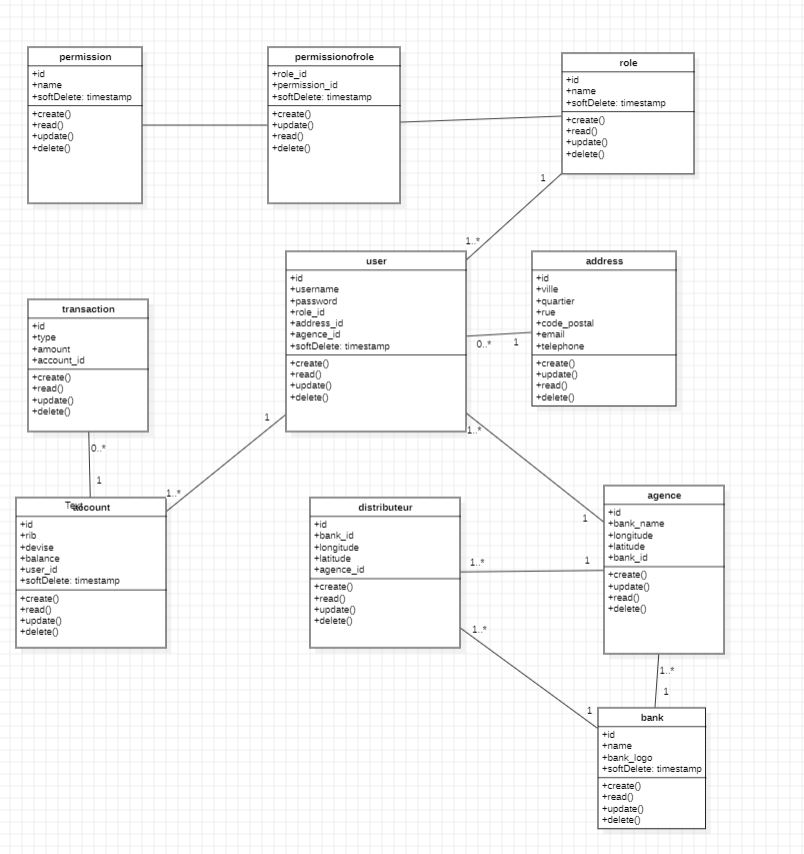 permission
+id
+name
+softDelete: timestamp
+create()
+read()
+update()
+delete()
permissionofrole
+role_id
+permission_id
+softDelete: timestamp
+create()
+update()
+read()
+delete()
role
+id
+name
+softDelete: timestamp
+create()
+read()
+update()
+delete()
1
1..*
user
+id
+username
+password
+role_id
+address_id
+agence_id
+softDelete: timestamp
+create()
+read()
+update()
+delete()
0..*
1
address
+id
+ville
+quartier
+rue
+code_postal
+email
+telephone
+create()
+update()
+read()
+delete()
transaction
+id
+type
+amount
+account_id
+create()
+read()
+update()
+delete()
0..*
1
1
1..*
1..*
1
account
+id
+rib
+devise
+balance
+user_id
+softDelete: timestamp
+create()
+read()
+update()
+delete()
distributeur
+id
+bank_id
+longitude
+latitude
+agence_id
+create()
+read()
+update()
+delete()
1..*
1
1..*
1
agence
+id
+bank_name
+longitude
+latitude
+bank_id
+create()
+update()
+read()
+delete()
1..*
1
bank
+id
+name
+bank_logo
+softDelete: timestamp
+create()
+read()
+update()
+delete()